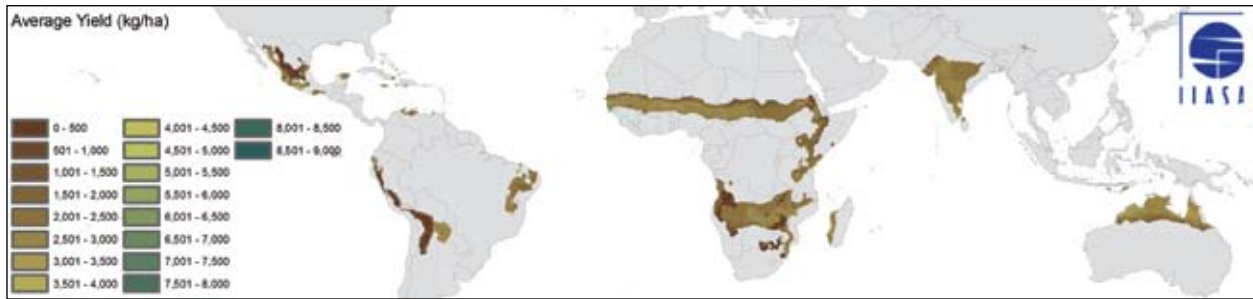 Average Yield (kg/ha)
0 - 500
501 - 1,000
1,001 - 1,500
1,501 - 2,000
2,001 - 2,500
2,501 - 3,000
3,001 - 3,500
3,501 - 4,000
4,001 - 4,500
4,501 - 5,000
5,001 - 5,500
5,501 - 6,000
6,001 - 6,500
6,501 - 7,000
7,001 - 7,500
7,501 - 8,000
8,001 - 8,500
8,501 - 9,000
IIASA